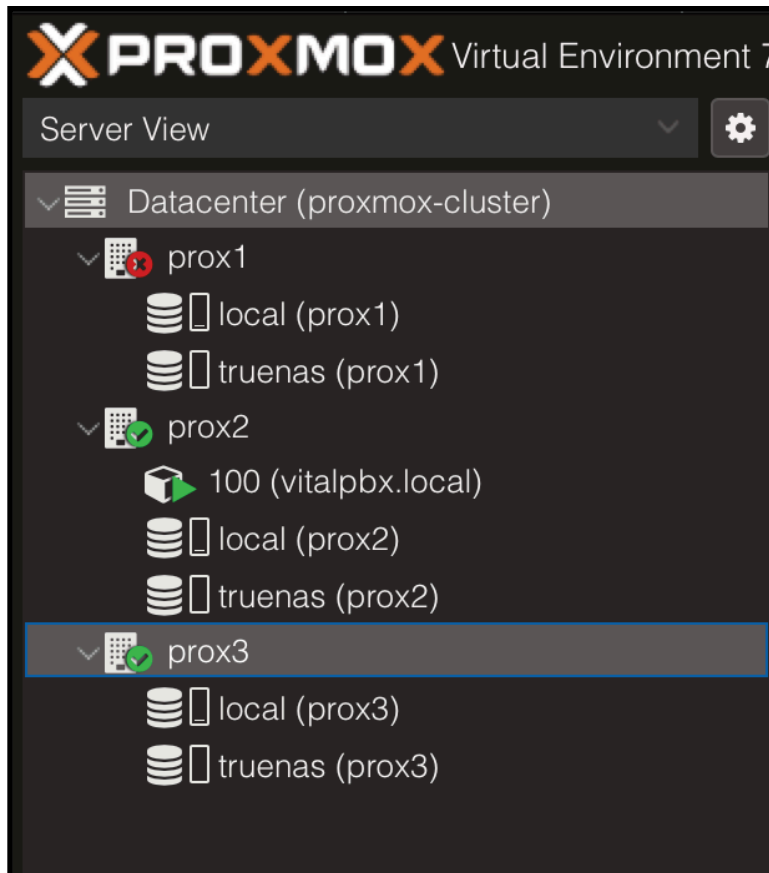 PROXMOX Virtual Environment 7
Server View
Datacenter (proxmox-cluster)
prox1
local (prox1)
truenas (prox1)
prox2
100 (vitalpbx.local)
local (prox2)
truenas (prox2)
prox3
local (prox3)
truenas (prox3)